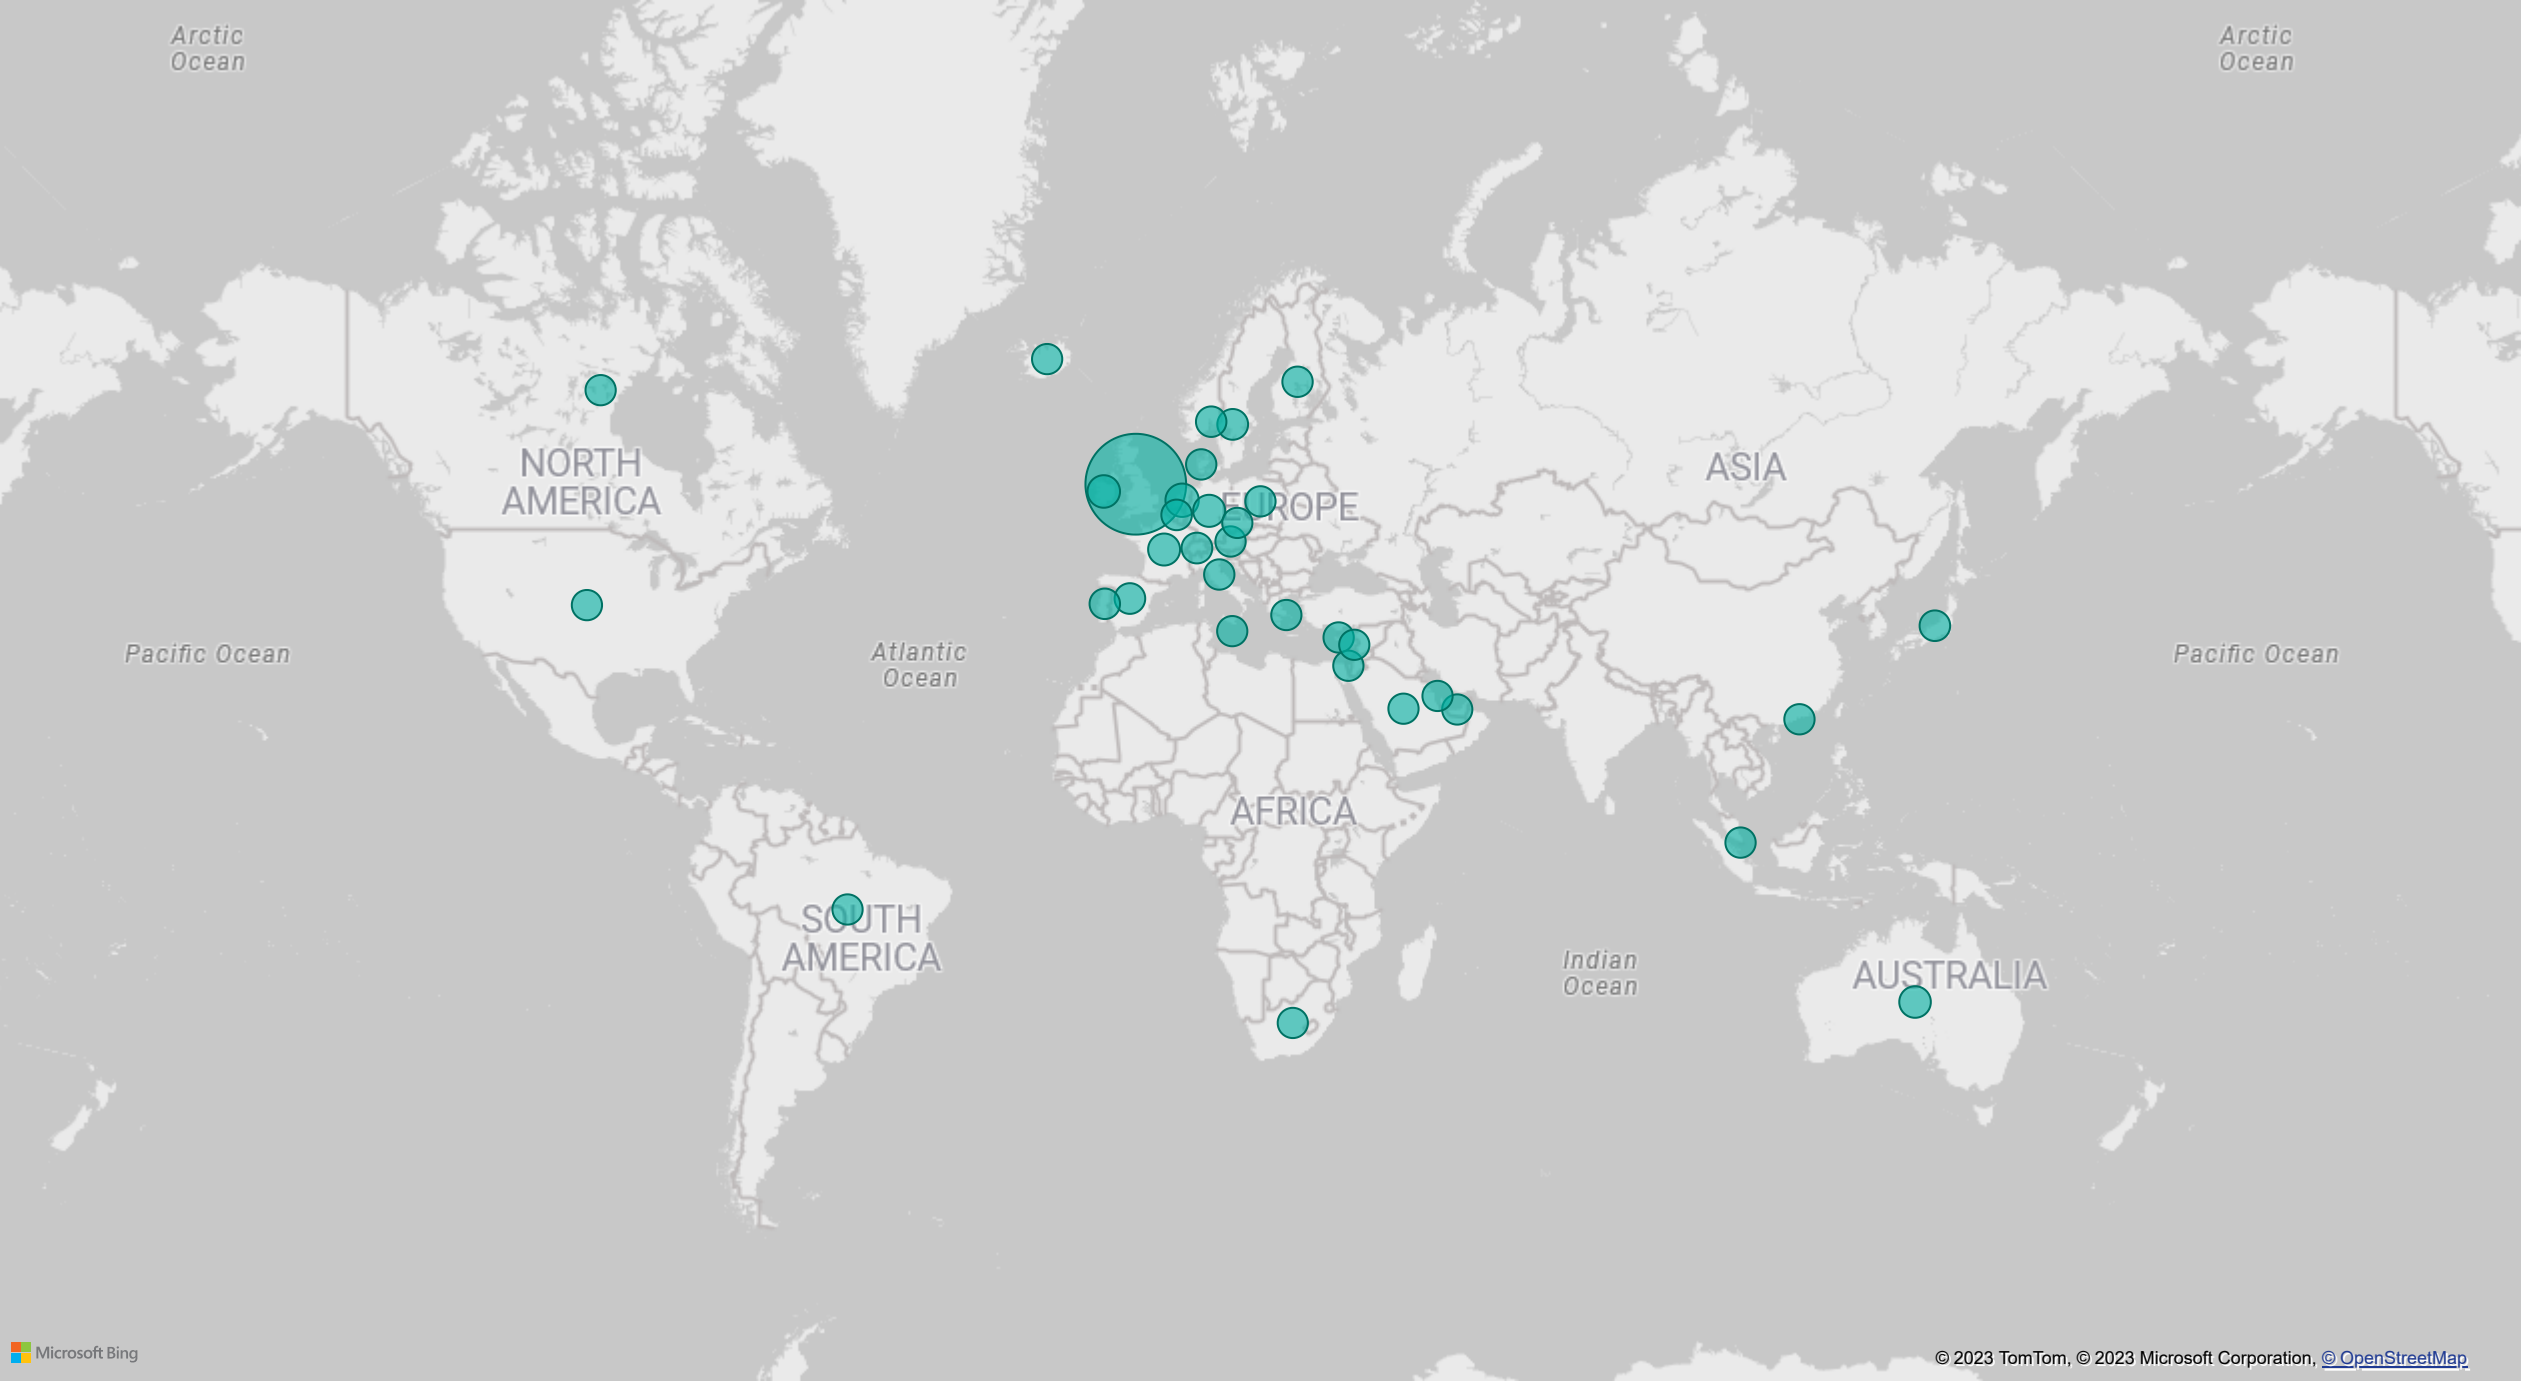 Arctic
Ocean
Arctic
Ocean
NORTH
AMERICA
ASIA
EUROPE
Pacific Ocean
Atlantic
Ocean
Pacific Ocean
AFRICA
SOUTH
AMERICA
Indian
Ocean
AUSTRALIA
Microsoft Bing
© 2023 TomTom, © 2023 Microsoft Corporation, © OpenStreetMap